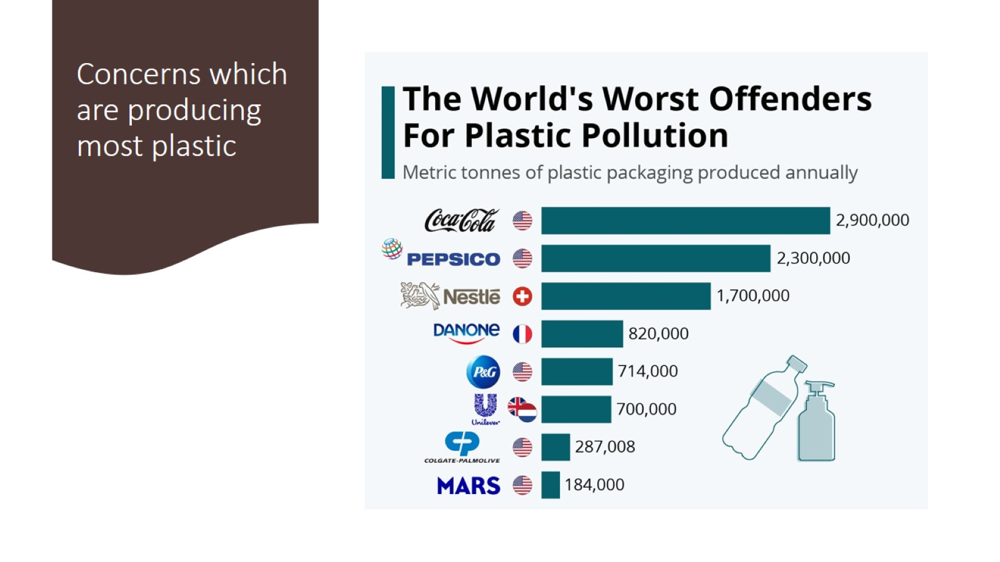 Concerns which
are producing
most plastic
The World's Worst Offenders
For Plastic Pollution
Metric tonnes of plastic packaging produced annually
Coca-Cola 2,900,000
PEPSICO 2,300,000
Nestlé 1,700,000
DANONE 820,000
P&G 714,000
Unilever 700,000
CP
COLGATE-PALMOLIVE 287,008
MARS 184,000